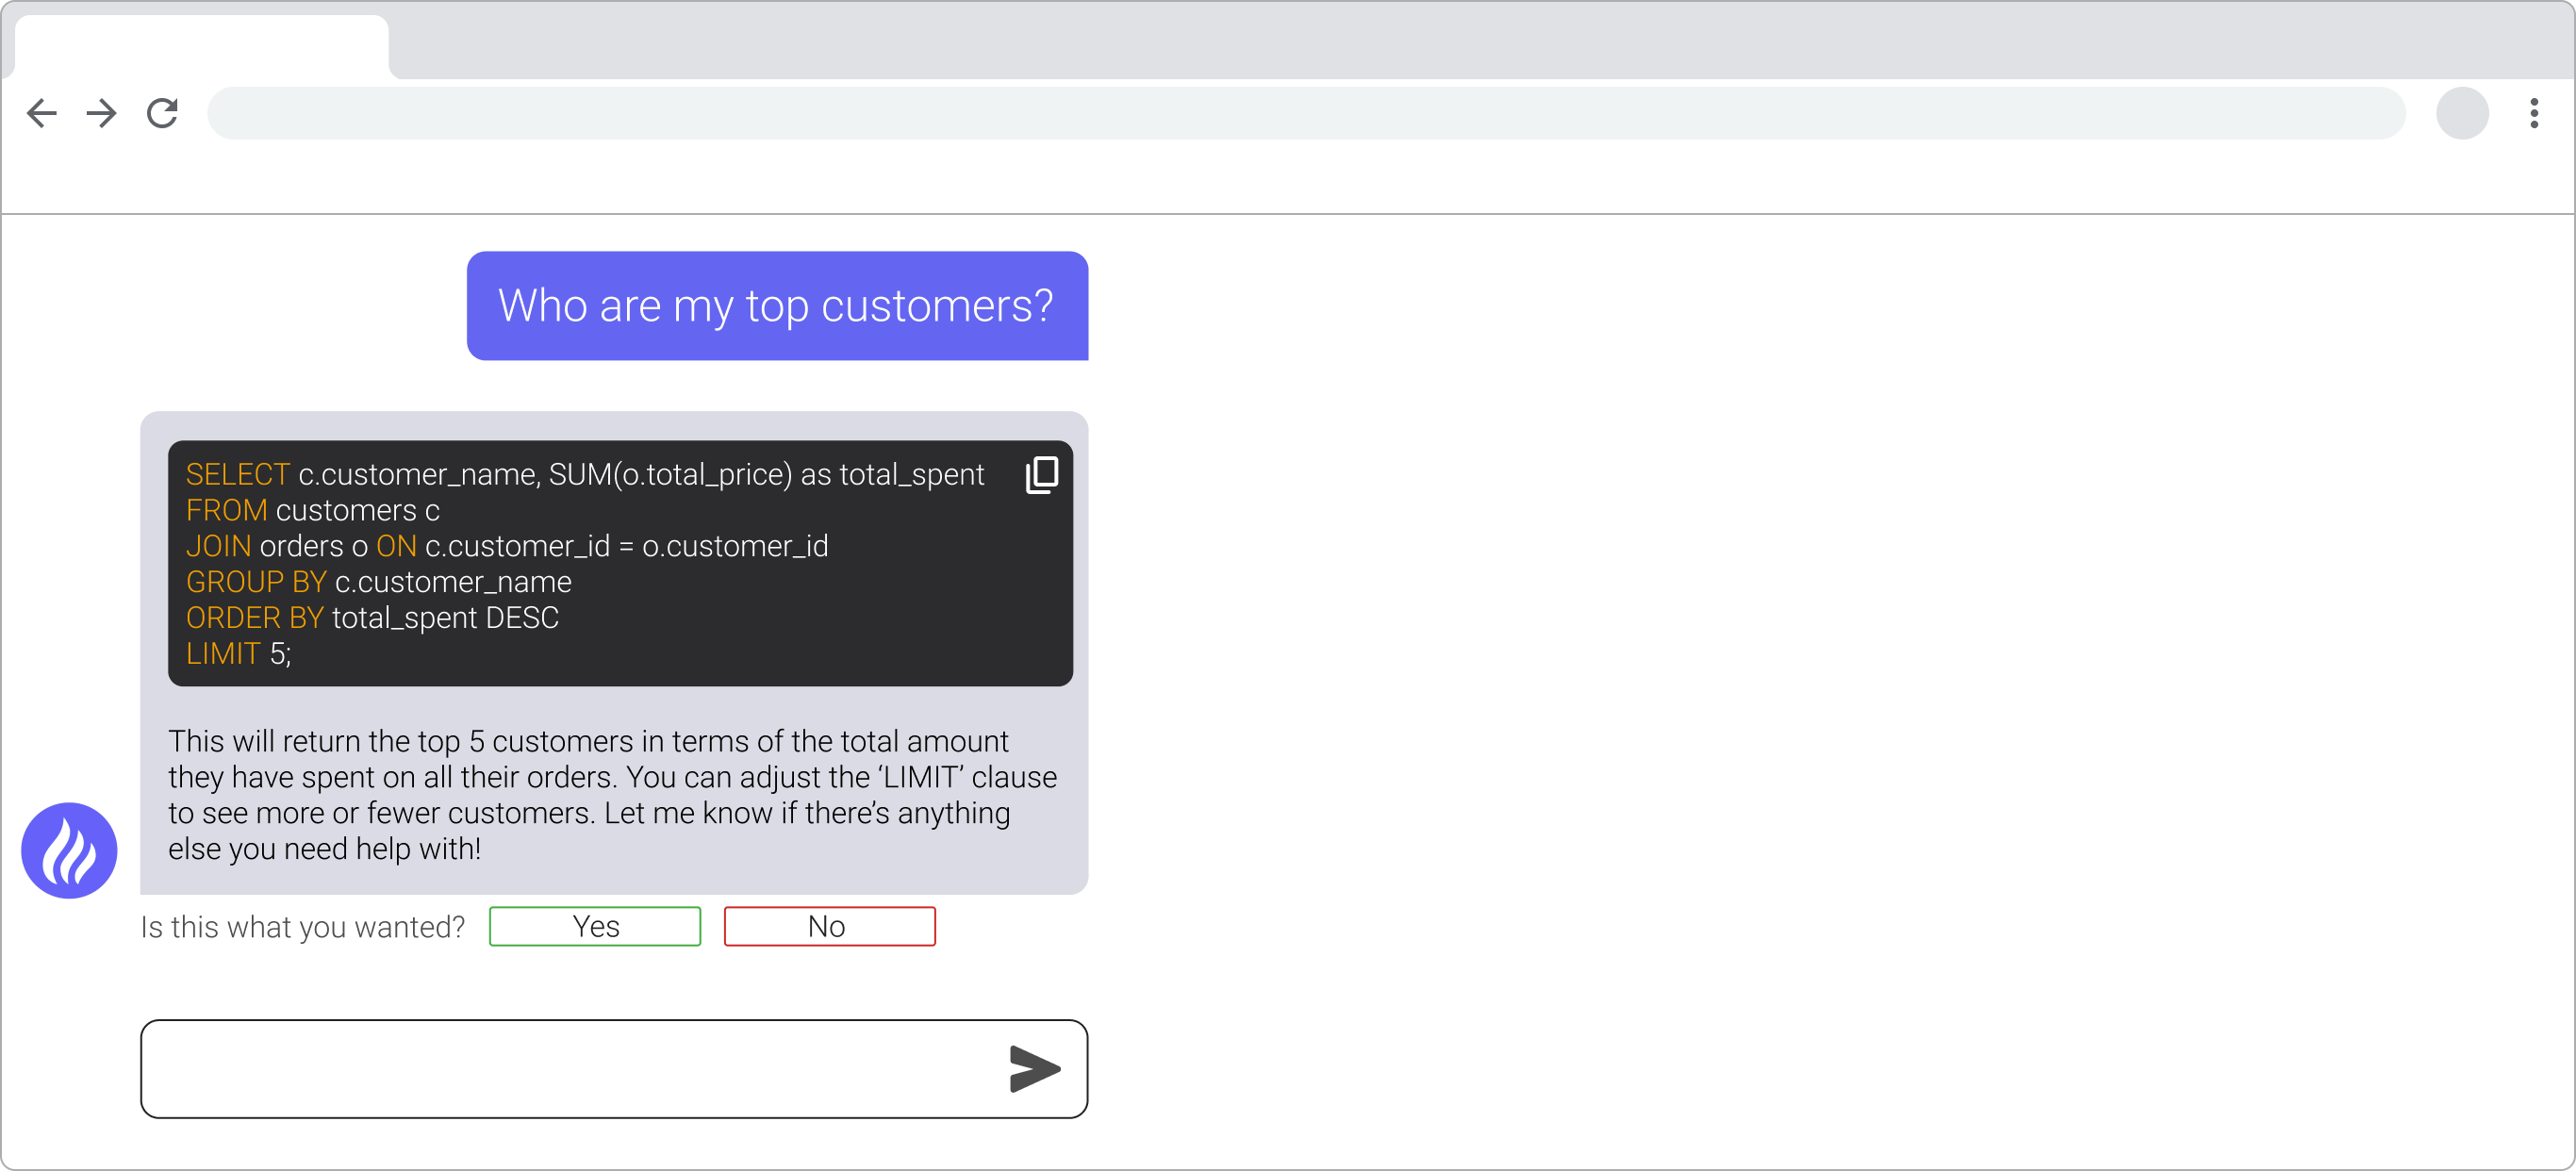 Who are my top customers?
SELECT c.customer_name, SUM(o.total_price) as total_spent
FROM customers c
JOIN orders o ON c.customer_id = o.customer_id
GROUP BY c.customer_name
ORDER BY total_spent DESC
LIMIT 5;
This will return the top 5 customers in terms of the total amount
they have spent on all their orders. You can adjust the ‘LIMIT’ clause
to see more or fewer customers. Let me know if there’s anything
else you need help with!
Is this what you wanted? Yes No